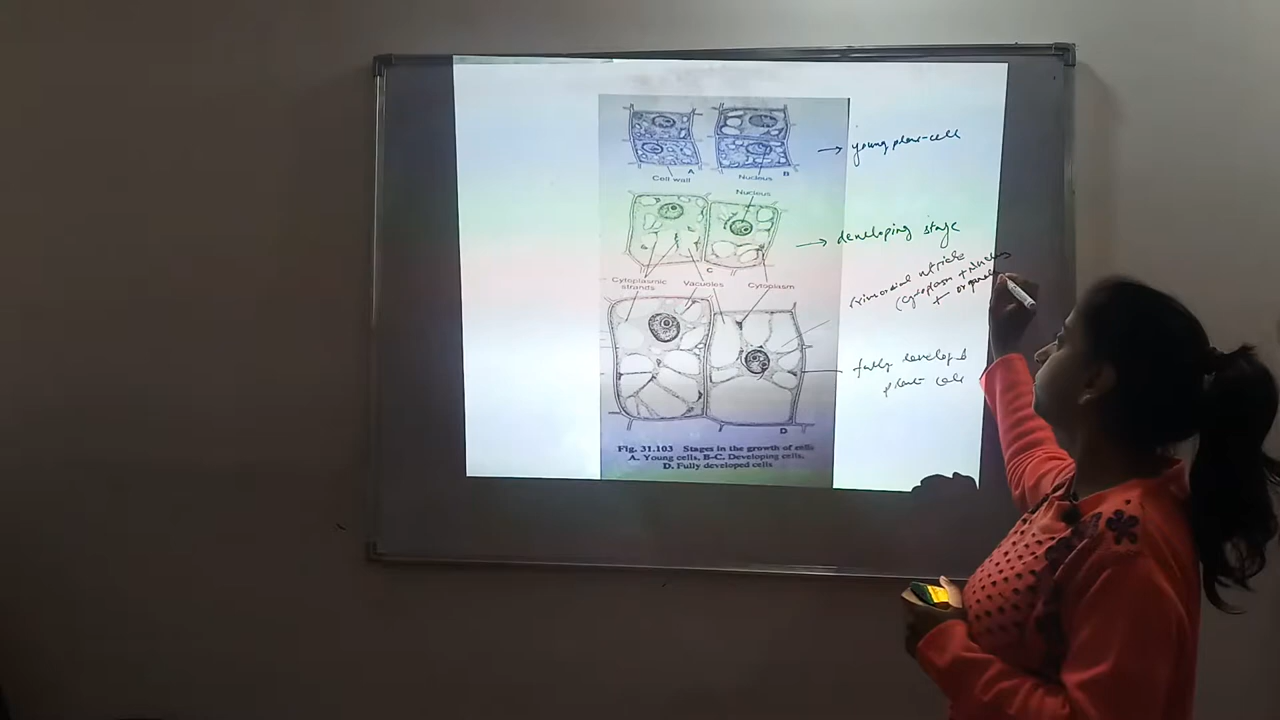 A
B
Cell wall
Nucleus
→ young plant-cell
Nucleus
→ developing stage
C
Cytoplasmic strands
Vacuoles
Cytoplasm
Primordial utricle
(Cytoplasm + Nucleus
+ organelle
fully developed
plant cell
D
Fig. 31.103 Stages in the growth of cells
A. Young cells, B-C. Developing cells,
D. Fully developed cells